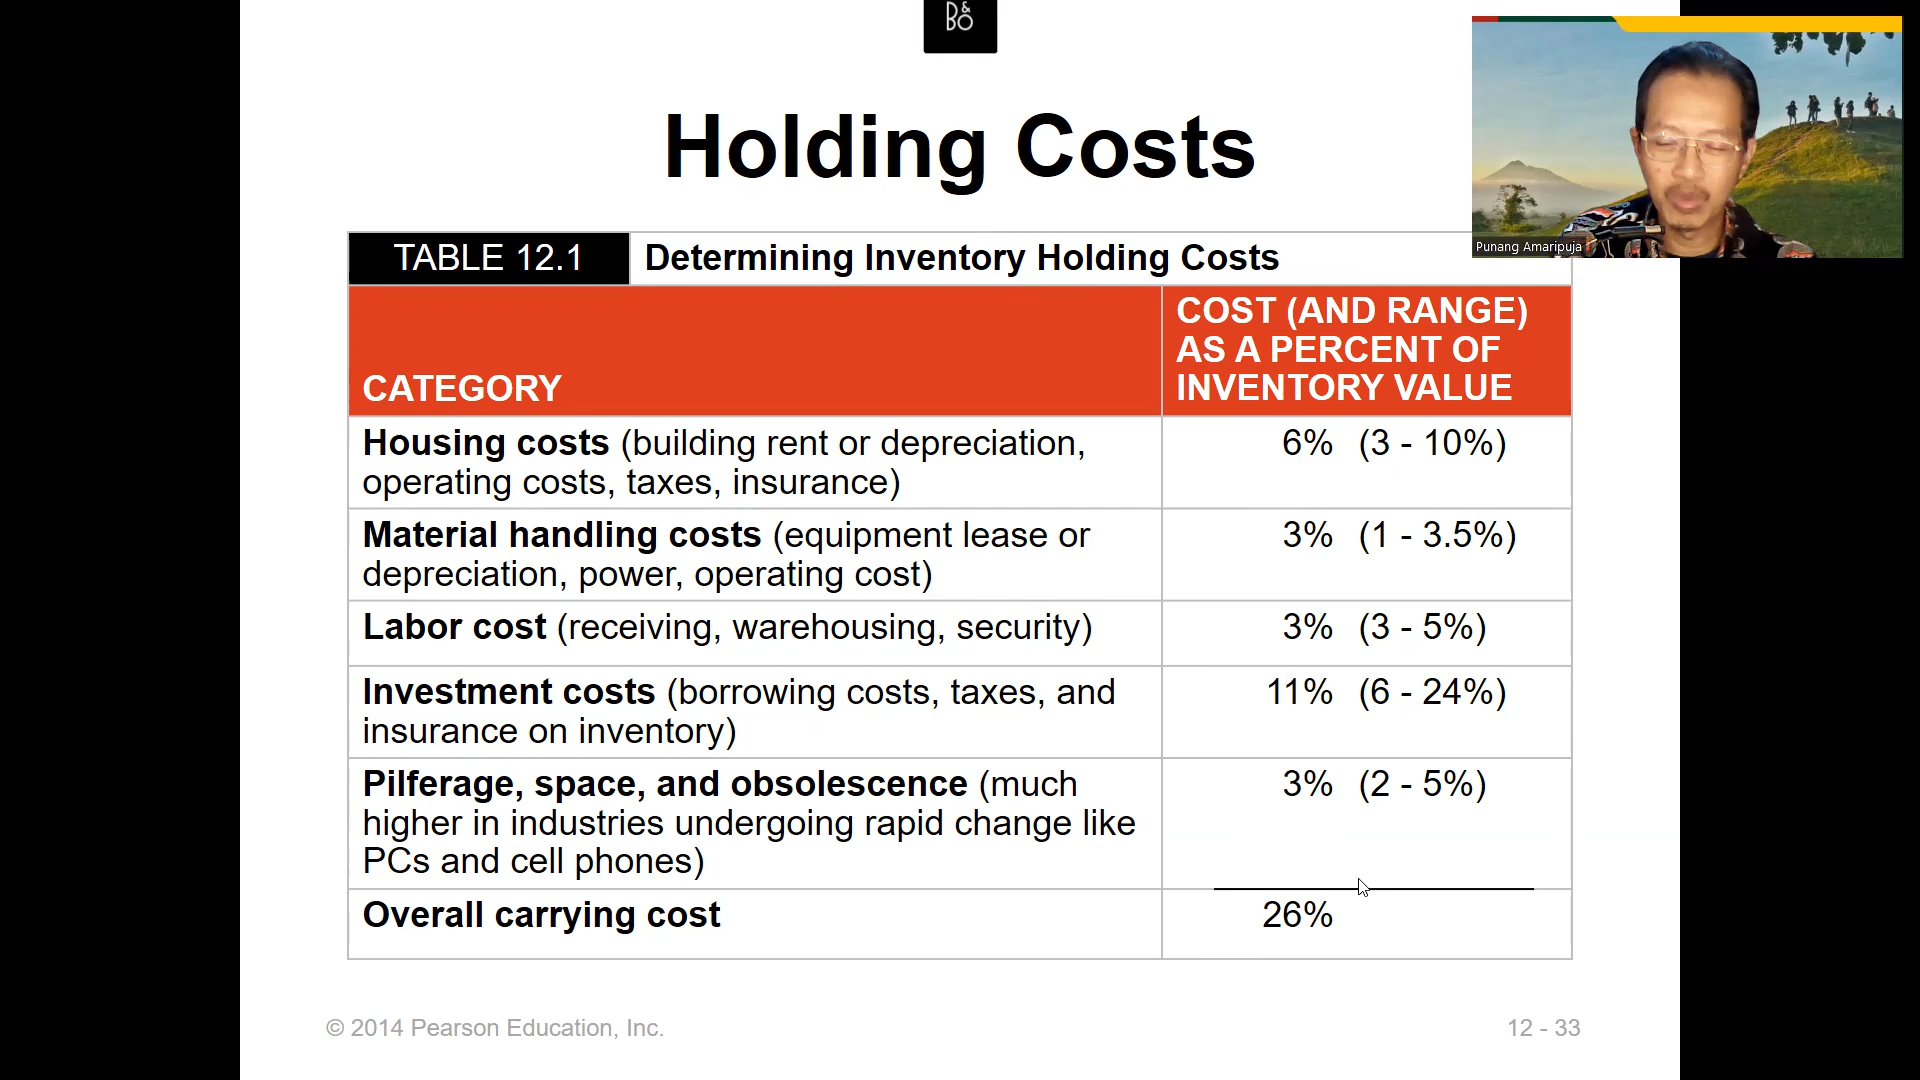 B&O
Holding Costs
Punang Amaripuja
TABLE 12.1 Determining Inventory Holding Costs
CATEGORY
COST (AND RANGE)
AS A PERCENT OF
INVENTORY VALUE
Housing costs (building rent or depreciation,
operating costs, taxes, insurance)
6% (3 - 10%)
Material handling costs (equipment lease or
depreciation, power, operating cost)
3% (1 - 3.5%)
Labor cost (receiving, warehousing, security)
3% (3 - 5%)
Investment costs (borrowing costs, taxes, and
insurance on inventory)
11% (6 - 24%)
Pilferage, space, and obsolescence (much
higher in industries undergoing rapid change like
PCs and cell phones)
3% (2 - 5%)
Overall carrying cost
26%
© 2014 Pearson Education, Inc.
12 - 33